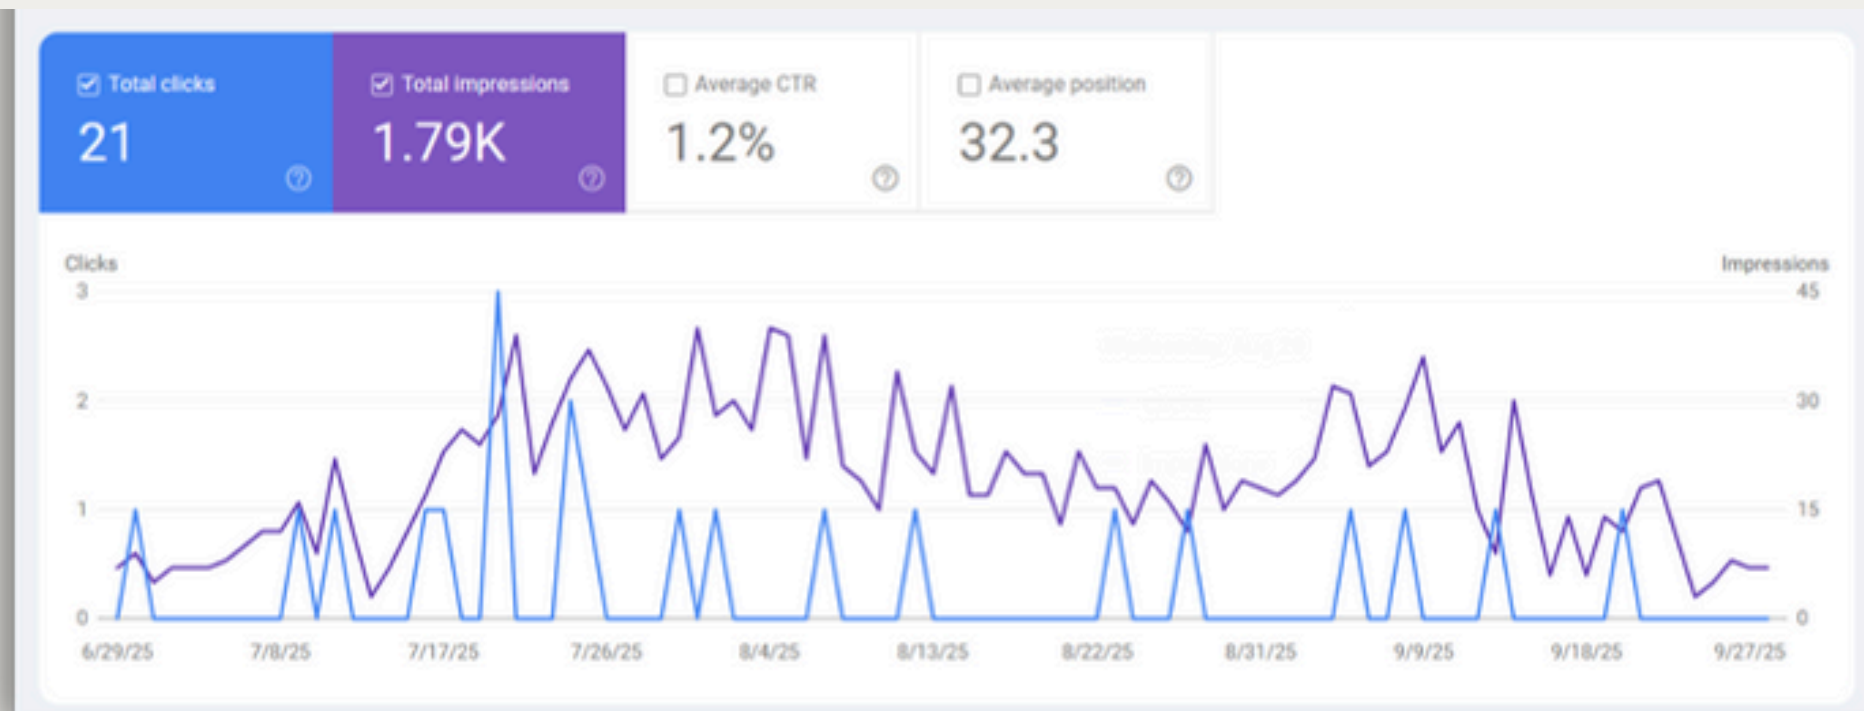 Total clicks
21
Total impressions
1.79K
Average CTR
1.2%
Average position
32.3
Clicks
Impressions
3
45
2
30
1
15
0
0
6/29/25 7/8/25 7/17/25 7/26/25 8/4/25 8/13/25 8/22/25 8/31/25 9/9/25 9/18/25 9/27/25